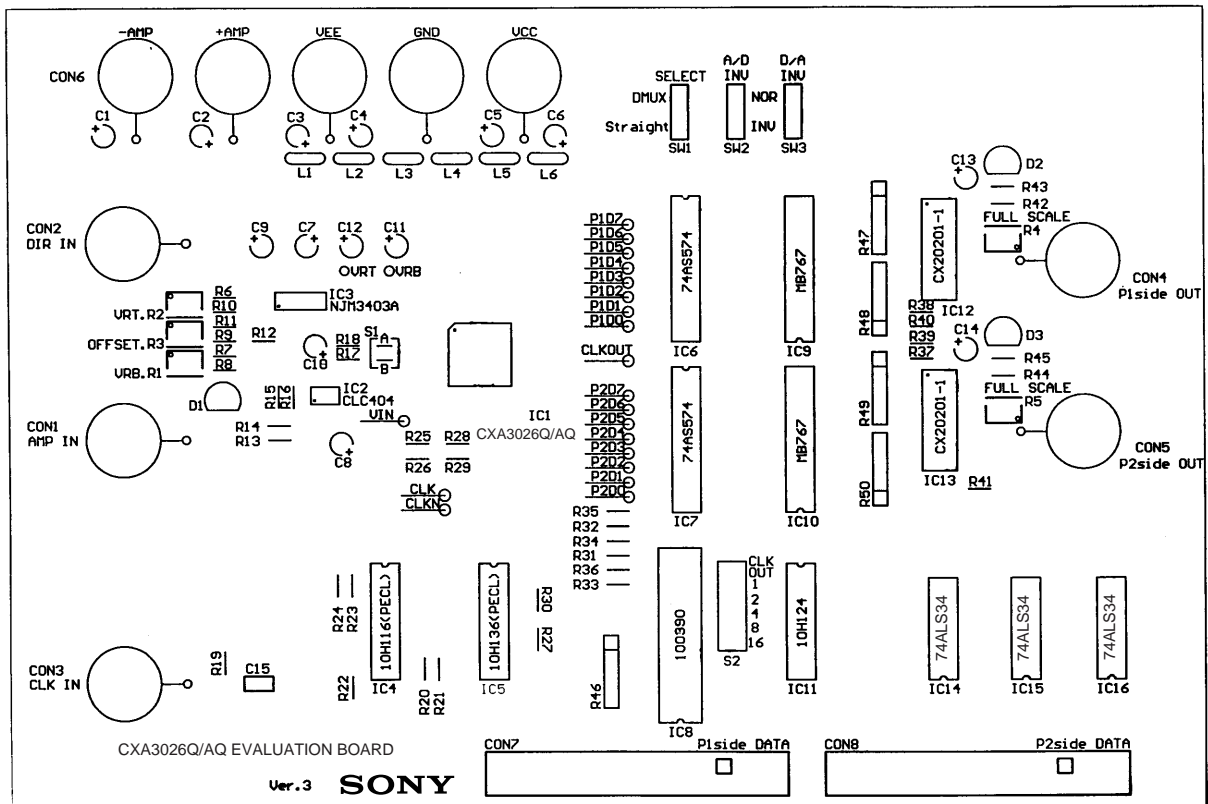 -AMP +AMP VEE GND VCC
CON6
C1 C2 C3 C4 C5 C6
L1 L2 L3 L4 L5 L6
SELECT A/D INV D/A INV
DMUX NOR
Straight INV
SW1 SW2 SW3
CON2
DIR IN
C9 C7 C12 C11
VRT VRB
R6
R10
VRT.R2
R11
R9
OFFSET.R3
R7
R8
VRB.R1
R12
IC3
NJM3403A
C10
R18
R17
S1
A
B
D1
R15
R16
IC2
CLC404
VIN
CON1
AMP IN
R14
R13
C8
R25 R28
R26 R29
IC1
CXA3026Q/AQ
CLK
CLKN
P1D7
P1D6
P1D5
P1D4
P1D3
P1D2
P1D1
P1D0
CLKOUT
P2D7
P2D6
P2D5
P2D4
P2D3
P2D2
P2D1
P2D0
R35
R32
R34
R31
R36
R33
74AS574
IC6
MB767
IC9
74AS574
IC7
MB767
IC10
R47
R48
R49
R50
C13
D2
R43
R42
FULL SCALE
R4
CX20201-1
IC12
CON4
P1side OUT
R38
R40
R39
R37
C14
D3
R45
R44
FULL SCALE
R5
CX20201-1
IC13
R41
CON5
P2side OUT
CON3
CLK IN
R19
C15
R24
R23
R22
10H116(PECL)
IC4
R20
R21
10H136(PECL)
IC5
R30
R27
R46
100390
IC8
CLK
OUT
1
2
4
8
16
S2
10H124
IC11
74ALS34
IC14
74ALS34
IC15
74ALS34
IC16
CXA3026Q/AQ EVALUATION BOARD
Ver.3 SONY
CON7 P1side DATA
CON8 P2side DATA